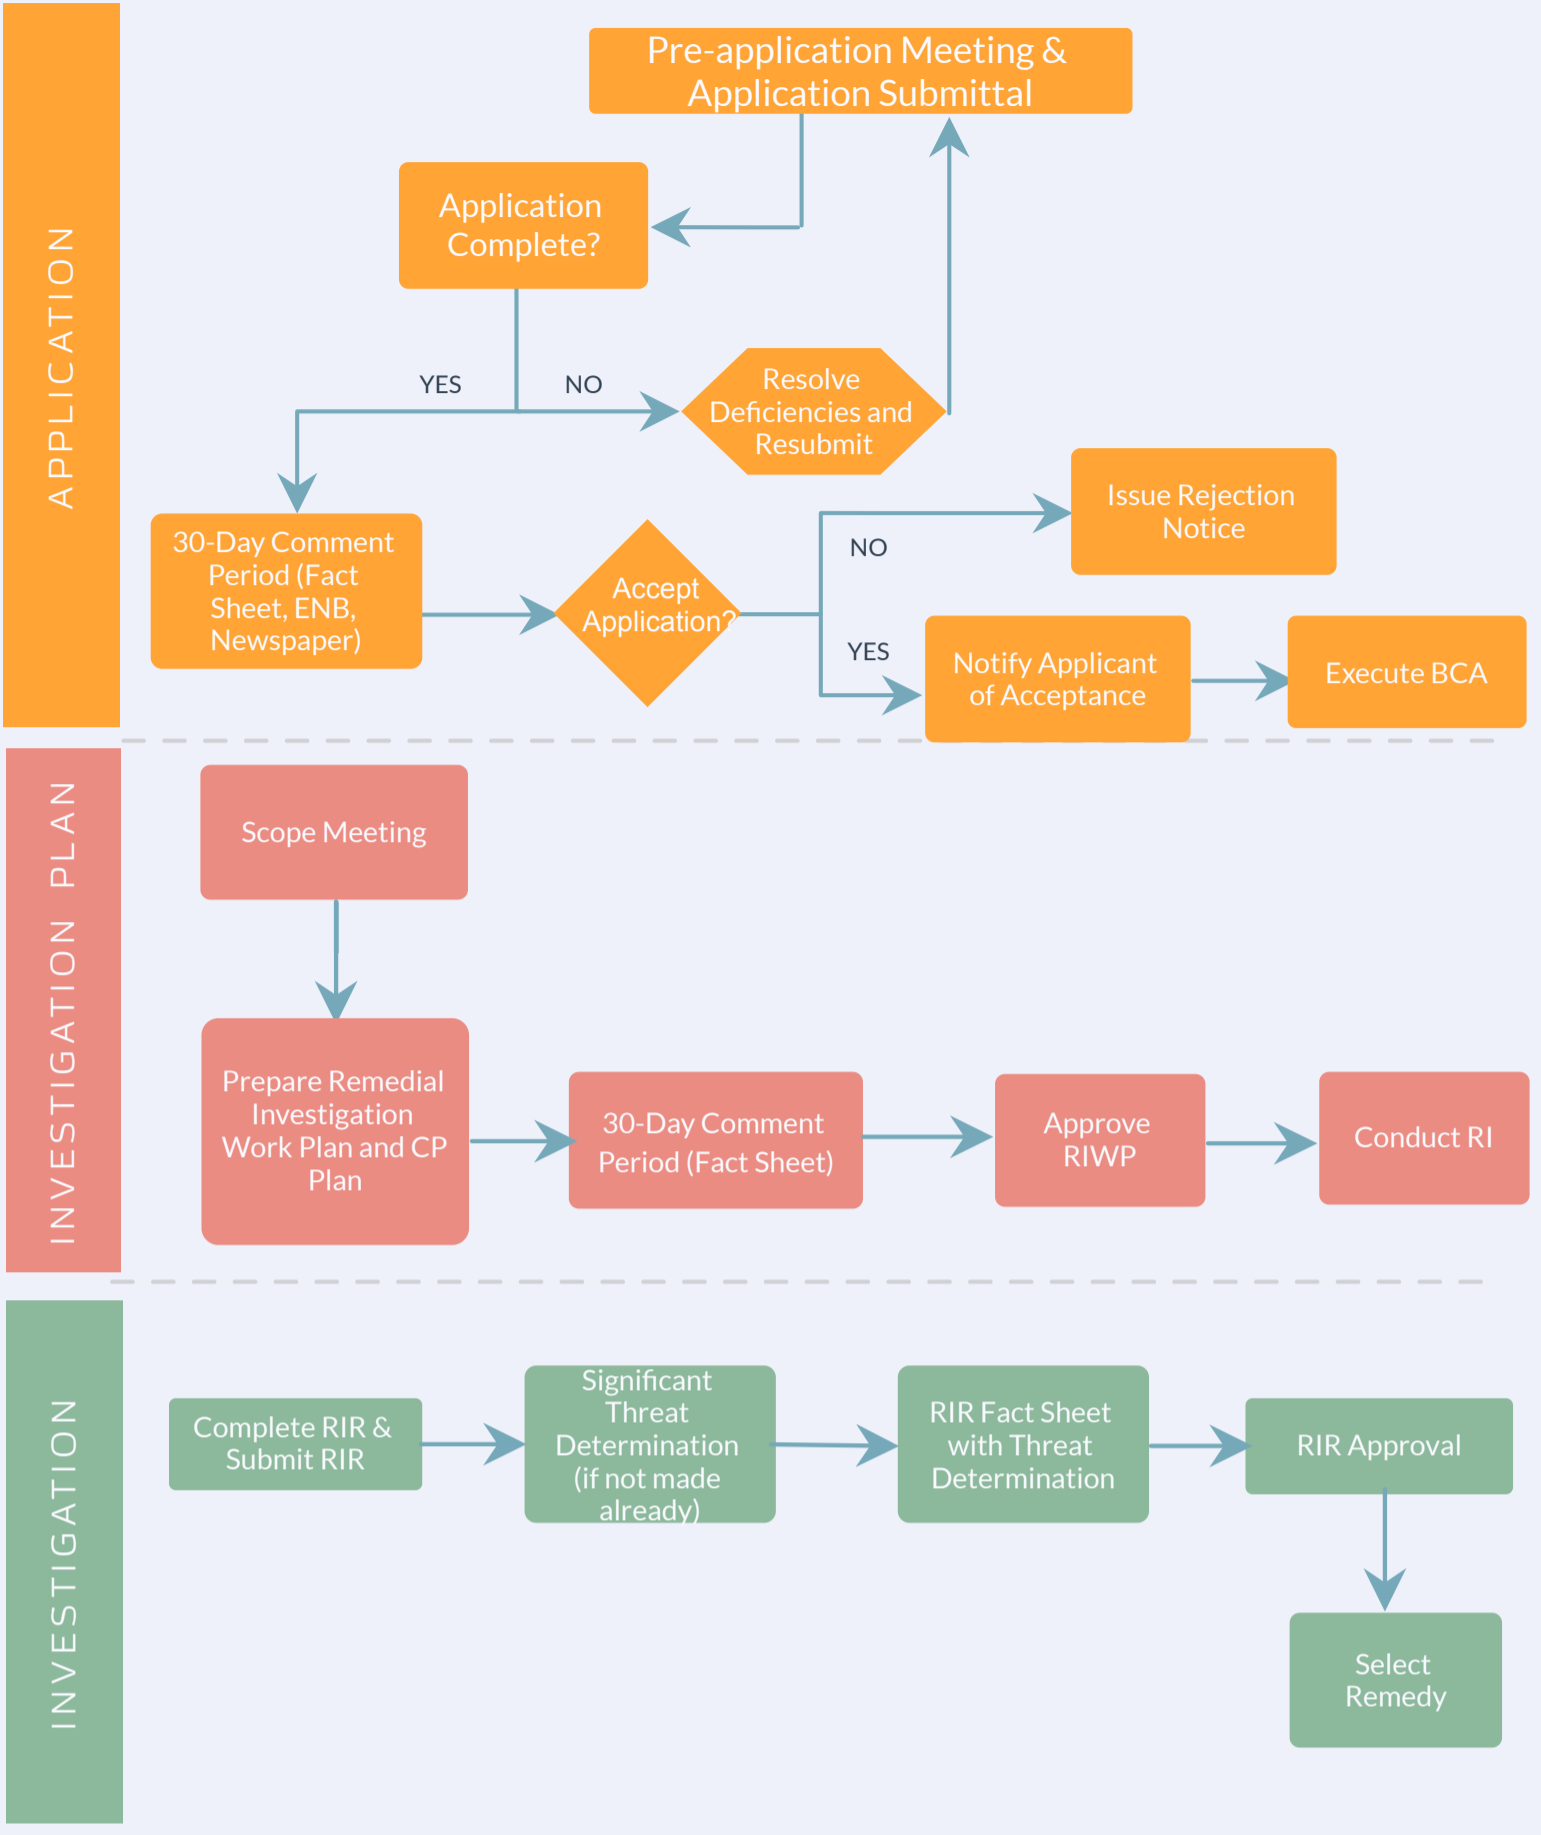 APPLICATION
Pre-application Meeting &
Application Submittal
Application
Complete?
YES
NO
Resolve
Deficiencies and
Resubmit
30-Day Comment
Period (Fact
Sheet, ENB,
Newspaper)
Accept
Application?
NO
Issue Rejection
Notice
YES
Notify Applicant
of Acceptance
Execute BCA
INVESTIGATION PLAN
Scope Meeting
Prepare Remedial
Investigation
Work Plan and CP
Plan
30-Day Comment
Period (Fact Sheet)
Approve
RIWP
Conduct RI
INVESTIGATION
Complete RIR &
Submit RIR
Significant
Threat
Determination
(if not made
already)
RIR Fact Sheet
with Threat
Determination
RIR Approval
Select
Remedy